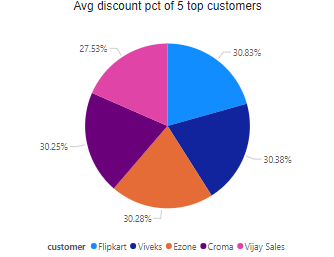 Avg discount pct of 5 top customers
27.53%
30.83%
30.25%
30.38%
30.28%
customer Flipkart Viveks Ezone Croma Vijay Sales